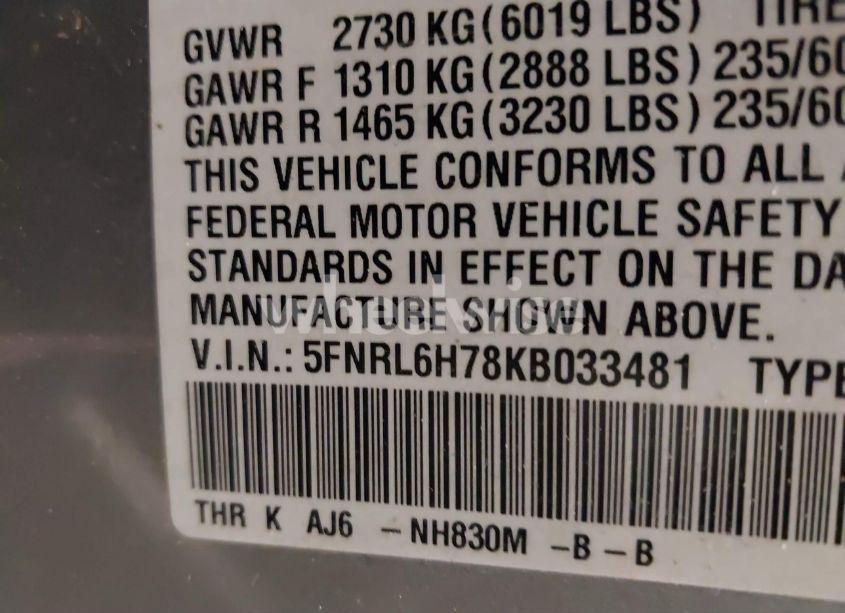 GVWR 2730 KG (6019 LBS) TIRE
GAWR F 1310 KG (2888 LBS) 235/60
GAWR R 1465 KG (3230 LBS) 235/60
THIS VEHICLE CONFORMS TO ALL
FEDERAL MOTOR VEHICLE SAFETY
STANDARDS IN EFFECT ON THE DA
MANUFACTURE SHOWN ABOVE.
wheelwise
V.I.N.: 5FNRL6H78KB033481 TYPE
THR K AJ6 -NH830M -B -B